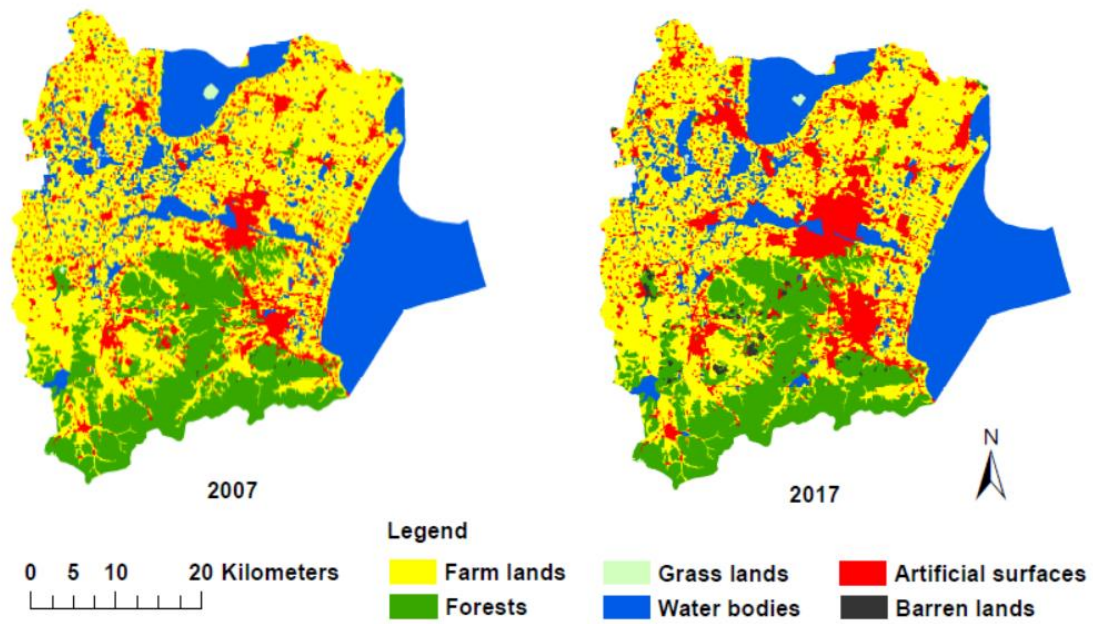 2007
2017
N
Legend
0 5 10 20 Kilometers
Farm lands
Grass lands
Artificial surfaces
Forests
Water bodies
Barren lands